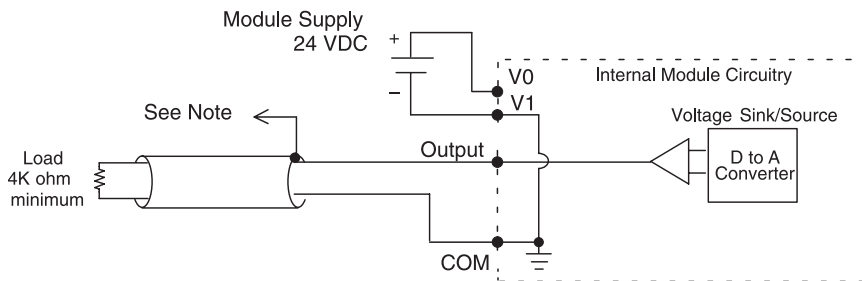 Module Supply
24 VDC
+
–
V0
V1
Internal Module Circuitry
See Note
Output
Voltage Sink/Source
D to A
Converter
Load
4K ohm
minimum
COM